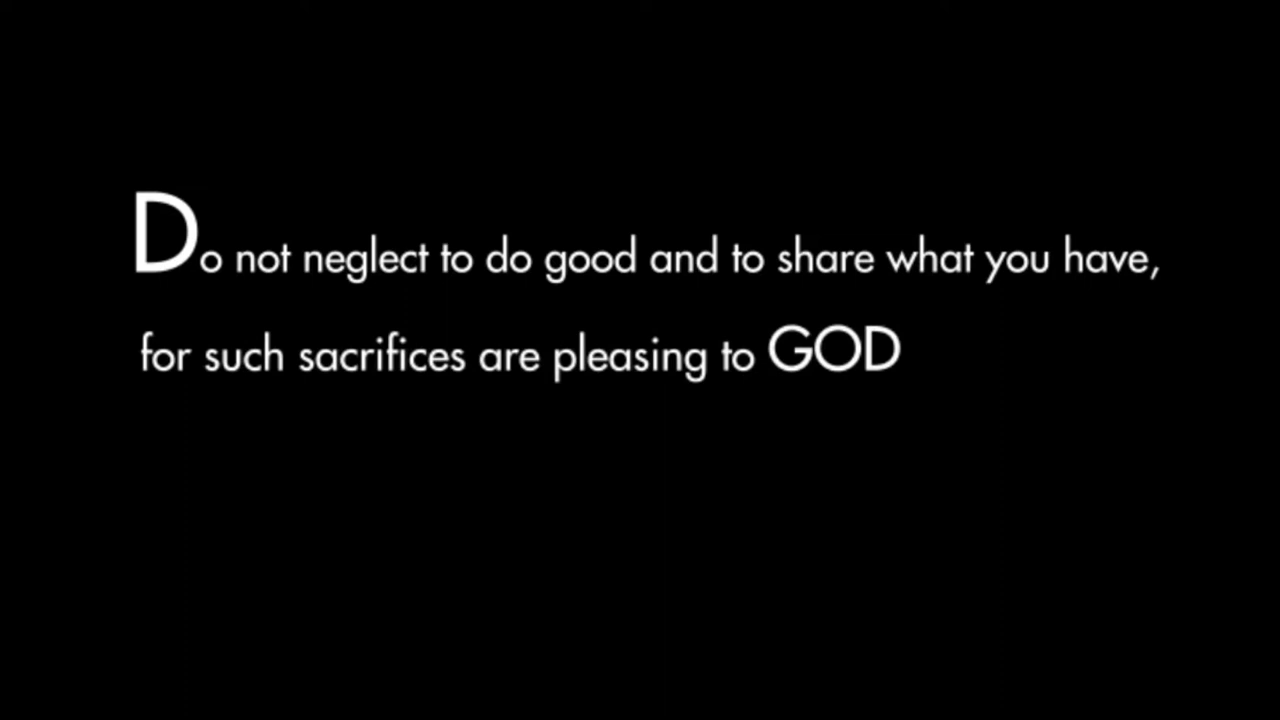 Do not neglect to do good and to share what you have,
for such sacrifices are pleasing to GOD